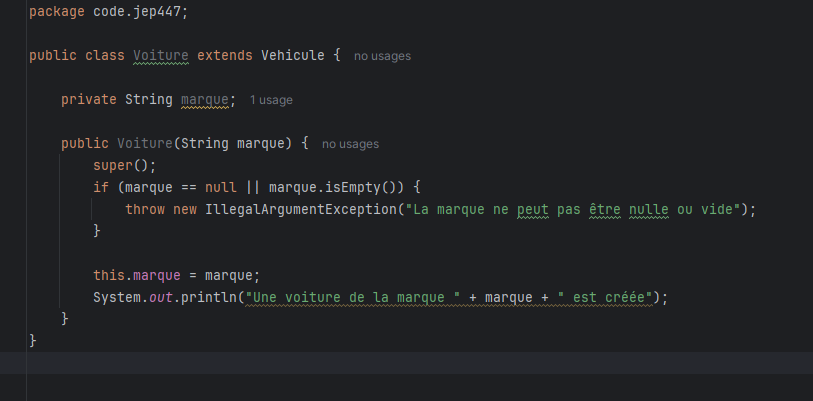 package code.jep447;
public class Voiture extends Vehicule { no usages
private String marque; 1 usage
public Voiture(String marque) { no usages
super();
if (marque == null || marque.isEmpty()) {
throw new IllegalArgumentException("La marque ne peut pas être nulle ou vide");
}
this.marque = marque;
System.out.println("Une voiture de la marque " + marque + " est créée");
}
}